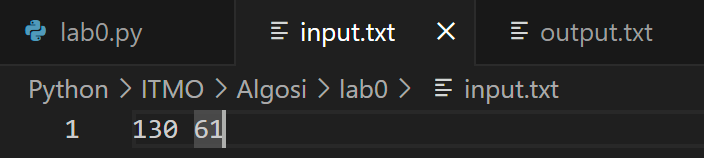 lab0.py input.txt output.txt
Python > ITMO > Algosi > lab0 > input.txt
1 130 61